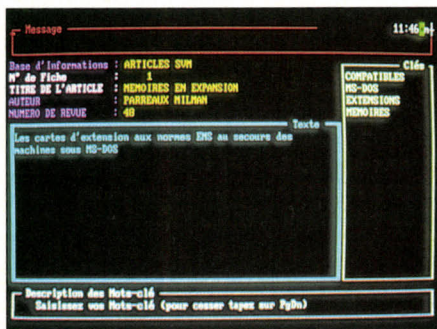 Message
11:46
Base d'Informations : ARTICLES SVM
N° de Fiche : 1
TITRE DE L'ARTICLE : MEMOIRES EN EXPANSION
AUTEUR : PARREAUX MILMAN
NUMERO DE REVUE : 40
Clés
COMPATIBLES
MS-DOS
EXTENSIONS
MEMOIRES
Texte
Les cartes d'extension aux normes EMS au secours des
machines sous MS-DOS
Description des Mots-clé
Saisissez vos Mots-clé (pour cesser tapez sur PgDn)